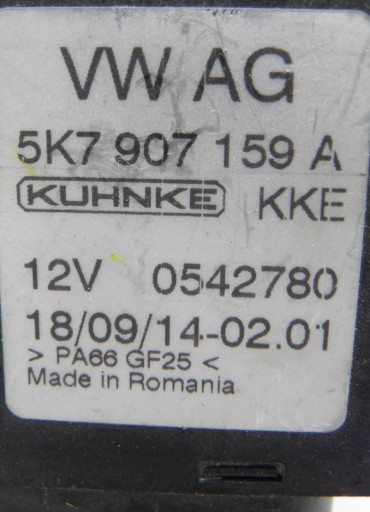 VW AG
5K7 907 159 A
KUHNKE KKE
12V 0542780
18/09/14-02.01
> PA66 GF25 <
Made in Romania